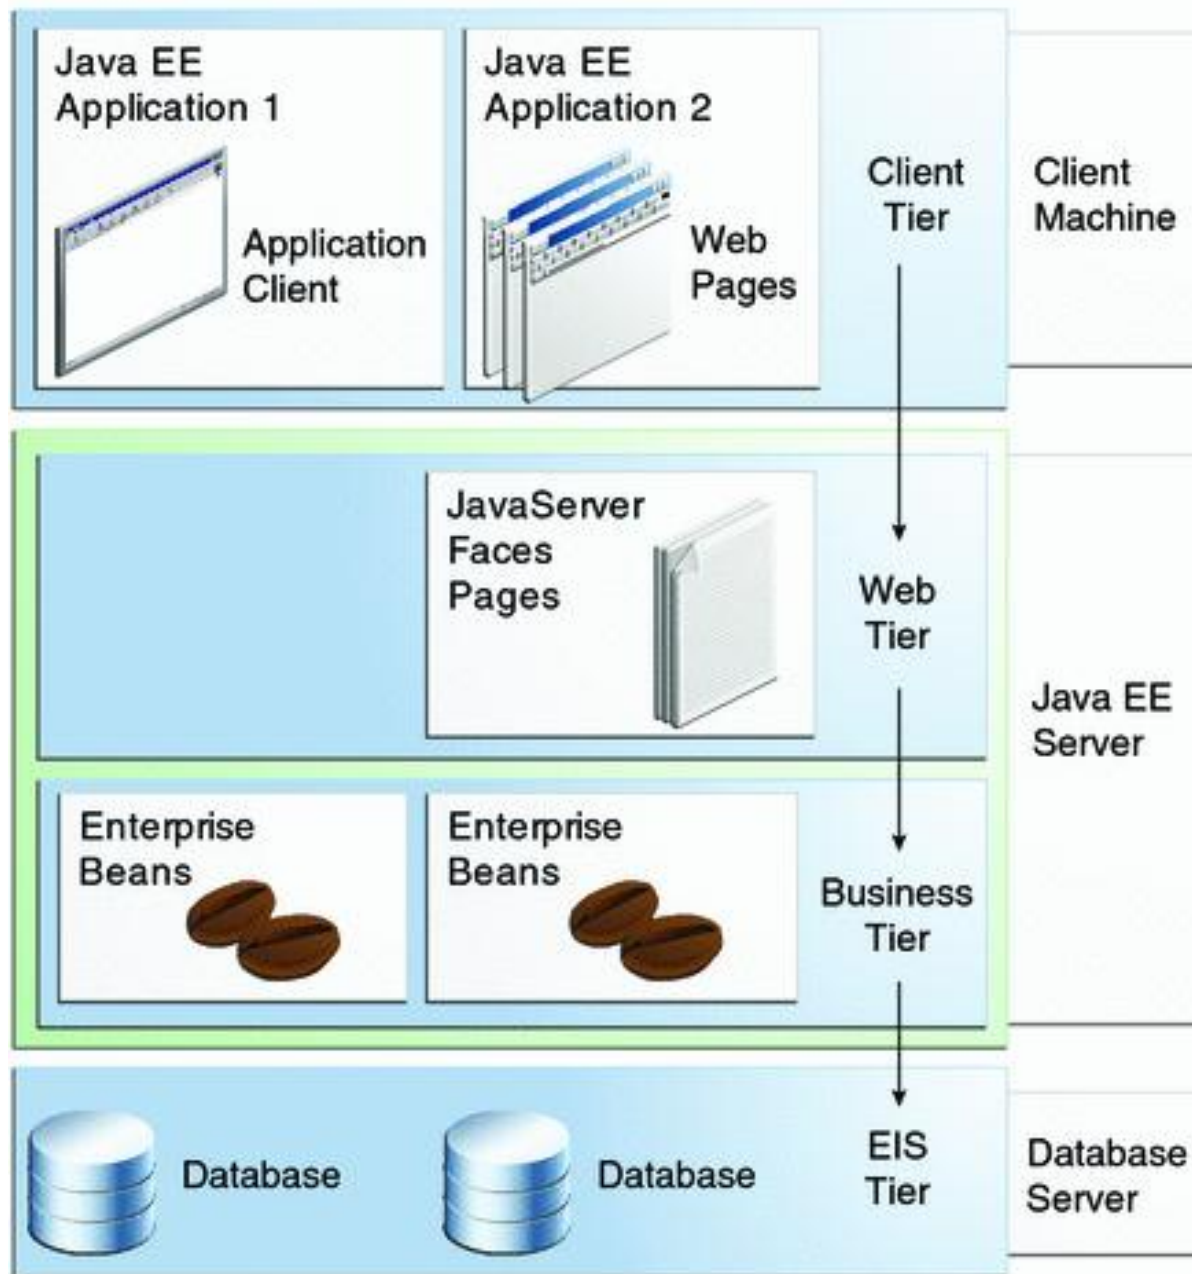 Java EE
Application 1
Application
Client
Java EE
Application 2
Web
Pages
Client
Tier
Client
Machine
JavaServer
Faces
Pages
Web
Tier
Java EE
Server
Enterprise
Beans
Enterprise
Beans
Business
Tier
Database
Database
EIS
Tier
Database
Server